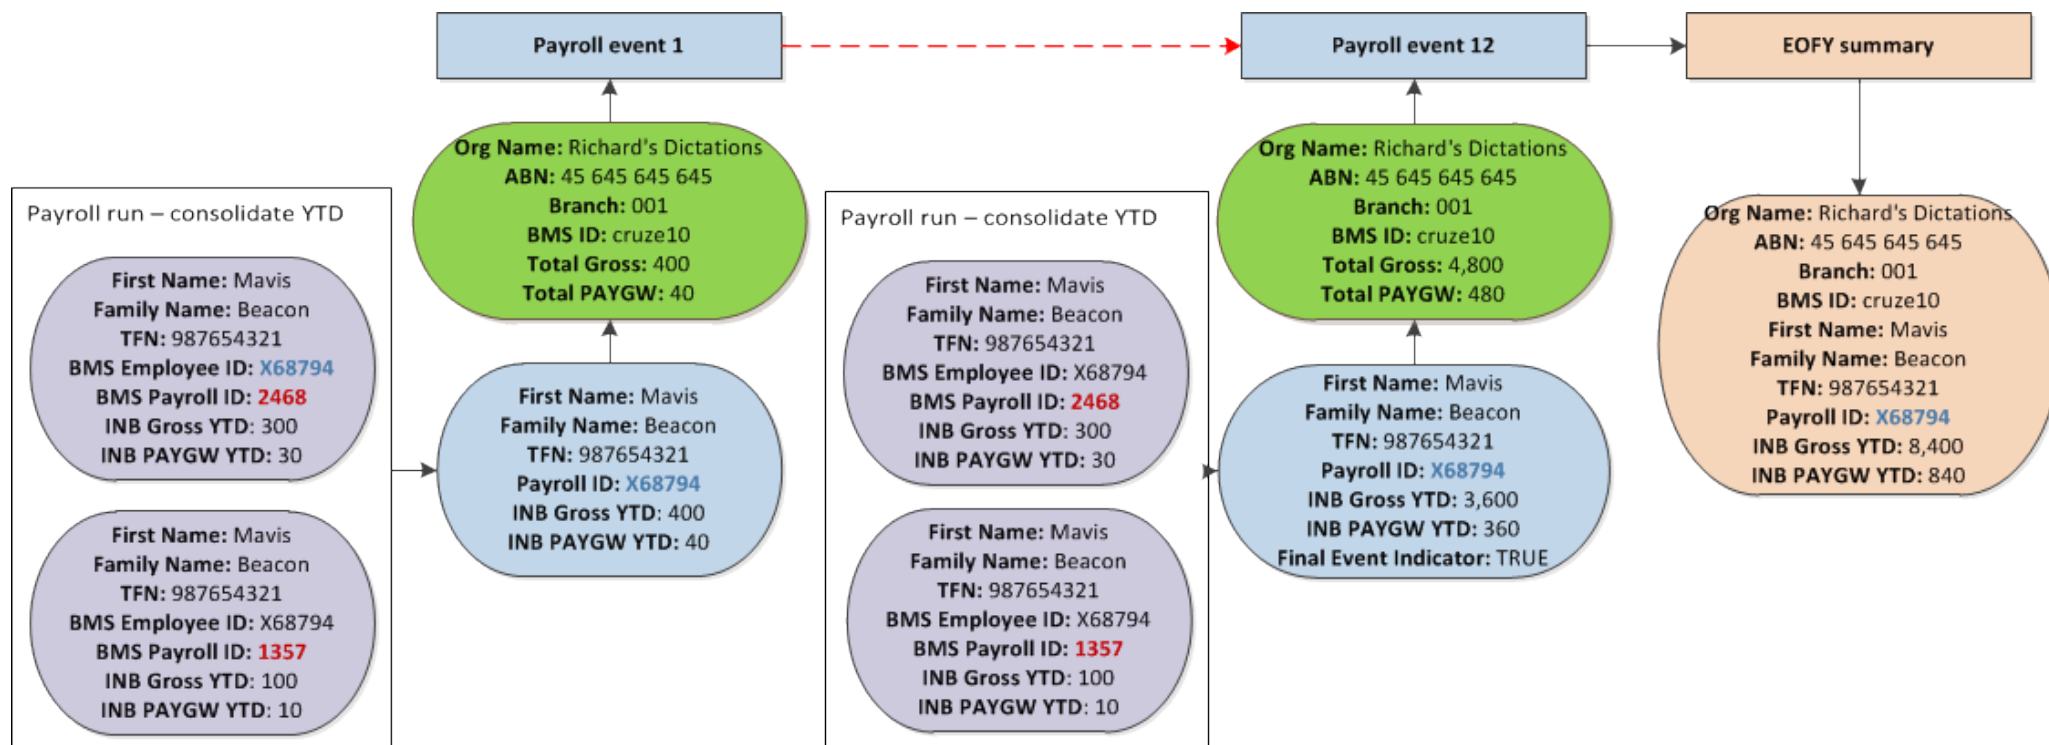 Payroll event 1
Payroll event 12
EOFY summary
Org Name: Richard's Dictations
ABN: 45 645 645 645
Branch: 001
BMS ID: cruze10
Total Gross: 400
Total PAYGW: 40
Org Name: Richard's Dictations
ABN: 45 645 645 645
Branch: 001
BMS ID: cruze10
Total Gross: 4,800
Total PAYGW: 480
Payroll run – consolidate YTD
First Name: Mavis
Family Name: Beacon
TFN: 987654321
BMS Employee ID: X68794
BMS Payroll ID: 2468
INB Gross YTD: 300
INB PAYGW YTD: 30
First Name: Mavis
Family Name: Beacon
TFN: 987654321
BMS Employee ID: X68794
BMS Payroll ID: 1357
INB Gross YTD: 100
INB PAYGW YTD: 10
First Name: Mavis
Family Name: Beacon
TFN: 987654321
Payroll ID: X68794
INB Gross YTD: 400
INB PAYGW YTD: 40
Payroll run – consolidate YTD
First Name: Mavis
Family Name: Beacon
TFN: 987654321
BMS Employee ID: X68794
BMS Payroll ID: 2468
INB Gross YTD: 300
INB PAYGW YTD: 30
First Name: Mavis
Family Name: Beacon
TFN: 987654321
BMS Employee ID: X68794
BMS Payroll ID: 1357
INB Gross YTD: 100
INB PAYGW YTD: 10
First Name: Mavis
Family Name: Beacon
TFN: 987654321
Payroll ID: X68794
INB Gross YTD: 3,600
INB PAYGW YTD: 360
Final Event Indicator: TRUE
Org Name: Richard's Dictations
ABN: 45 645 645 645
Branch: 001
BMS ID: cruze10
First Name: Mavis
Family Name: Beacon
TFN: 987654321
Payroll ID: X68794
INB Gross YTD: 8,400
INB PAYGW YTD: 840